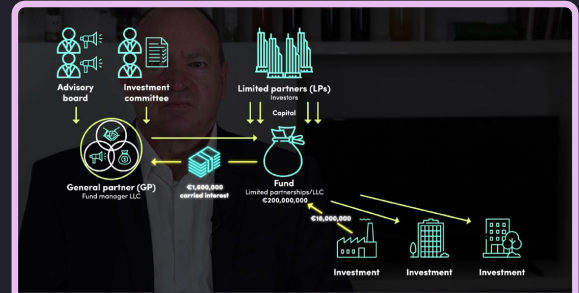 Advisory
board
Investment
committee
Limited partners (LPs)
Investors
Capital
General partner (GP)
Fund manager LLC
€1,600,000
carried interest
Fund
Limited partnerships/LLC
€200,000,000
€18,000,000
Investment
Investment
Investment